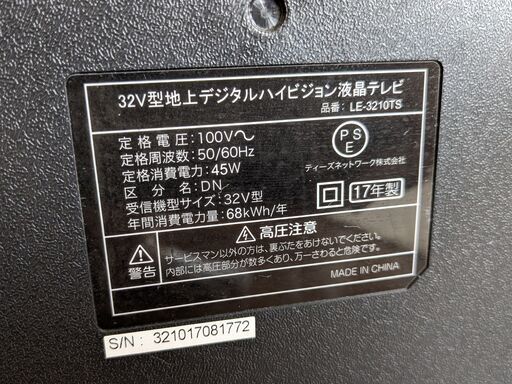 32V型地上デジタルハイビジョン液晶テレビ
品番: LE-3210TS
定格電圧:100V〜
定格周波数:50/60Hz
定格消費電力:45W
区分名:DN
受信機型サイズ:32V型
年間消費電力量:68kWh/年
PSE
ティーズネットワーク株式会社
17年製
高圧注意
警告
サービスマン以外の方は、裏ぶたをあけないでください。
内部には高圧部分が数多くあり、万一さわると危険です。
MADE IN CHINA
S/N: 321017081772